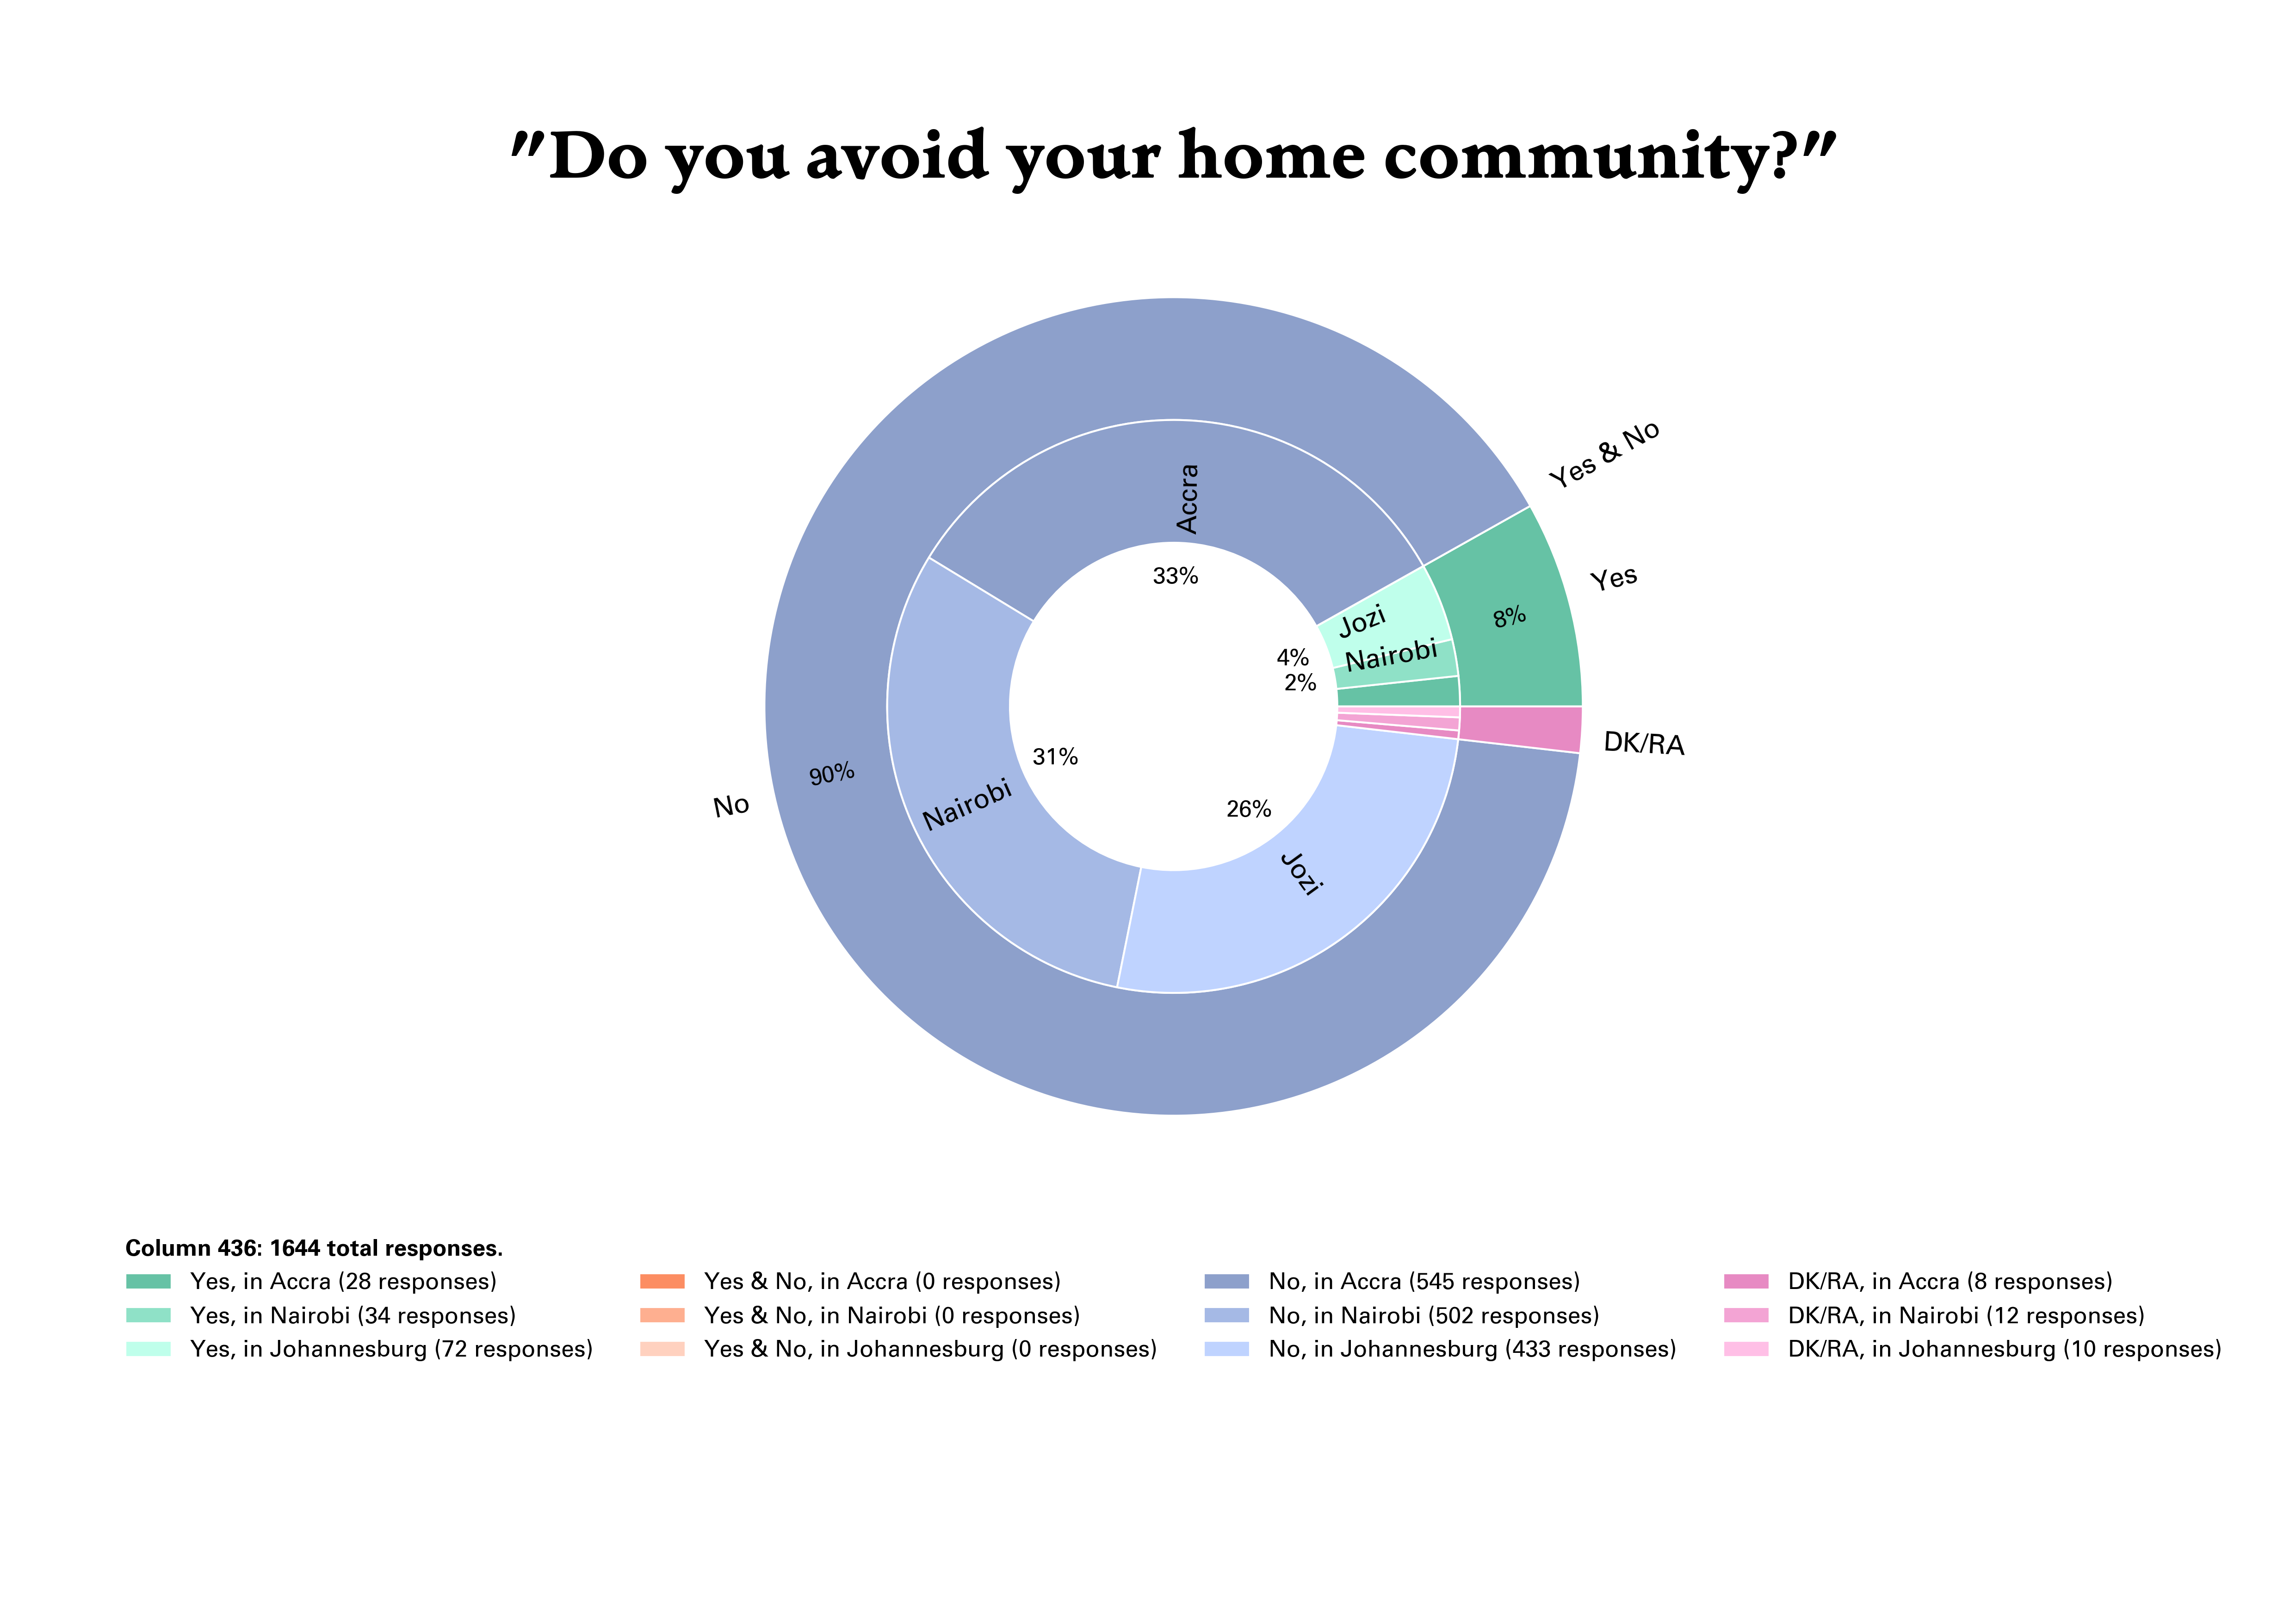 "Do you avoid your home community?"
Yes & No
Accra
33%
Yes
Jozi
8%
4%
Nairobi
2%
DK/RA
31%
90%
No
Nairobi
26%
Jozi
Column 436: 1644 total responses.
Yes, in Accra (28 responses)
Yes, in Nairobi (34 responses)
Yes, in Johannesburg (72 responses)
Yes & No, in Accra (0 responses)
Yes & No, in Nairobi (0 responses)
Yes & No, in Johannesburg (0 responses)
No, in Accra (545 responses)
No, in Nairobi (502 responses)
No, in Johannesburg (433 responses)
DK/RA, in Accra (8 responses)
DK/RA, in Nairobi (12 responses)
DK/RA, in Johannesburg (10 responses)